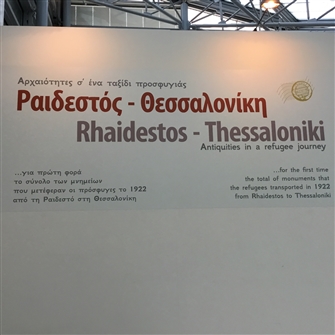 Αρχαιότητες σ' ένα ταξίδι προσφυγιάς
Ραιδεστός - Θεσσαλονίκη
Rhaidestos - Thessaloniki
Antiquities in a refugee journey
...για πρώτη φορά
το σύνολο των μνημείων
που μετέφεραν οι πρόσφυγες το 1922
από τη Ραιδεστό στη Θεσσαλονίκη
...for the first time
the total of monuments that
the refugees transported in 1922
from Rhaidestos to Thessaloniki